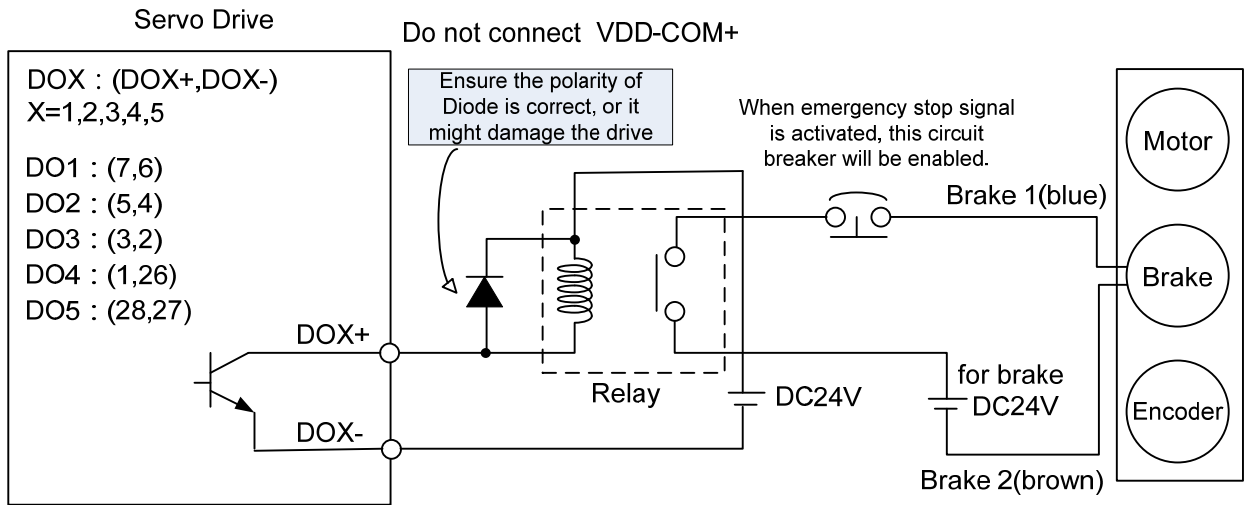 Servo Drive
Do not connect VDD-COM+
DOX : (DOX+,DOX-)
X=1,2,3,4,5
DO1 : (7,6)
DO2 : (5,4)
DO3 : (3,2)
DO4 : (1,26)
DO5 : (28,27)
Ensure the polarity of
Diode is correct, or it
might damage the drive
When emergency stop signal
is activated, this circuit
breaker will be enabled.
Motor
Brake 1(blue)
Brake
DOX+
Relay
DC24V
for brake
DC24V
Encoder
DOX-
Brake 2(brown)